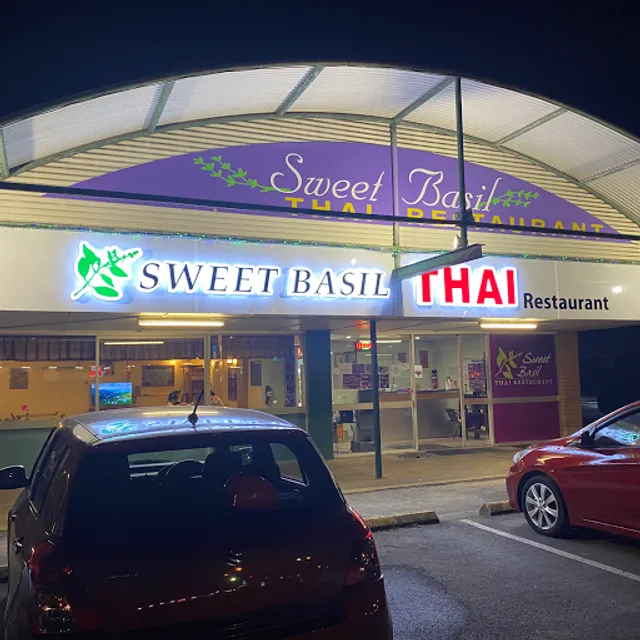 Sweet Basil
THAI RESTAURANT
SWEET BASIL THAI Restaurant
Sweet
Basil
THAI RESTAURANT